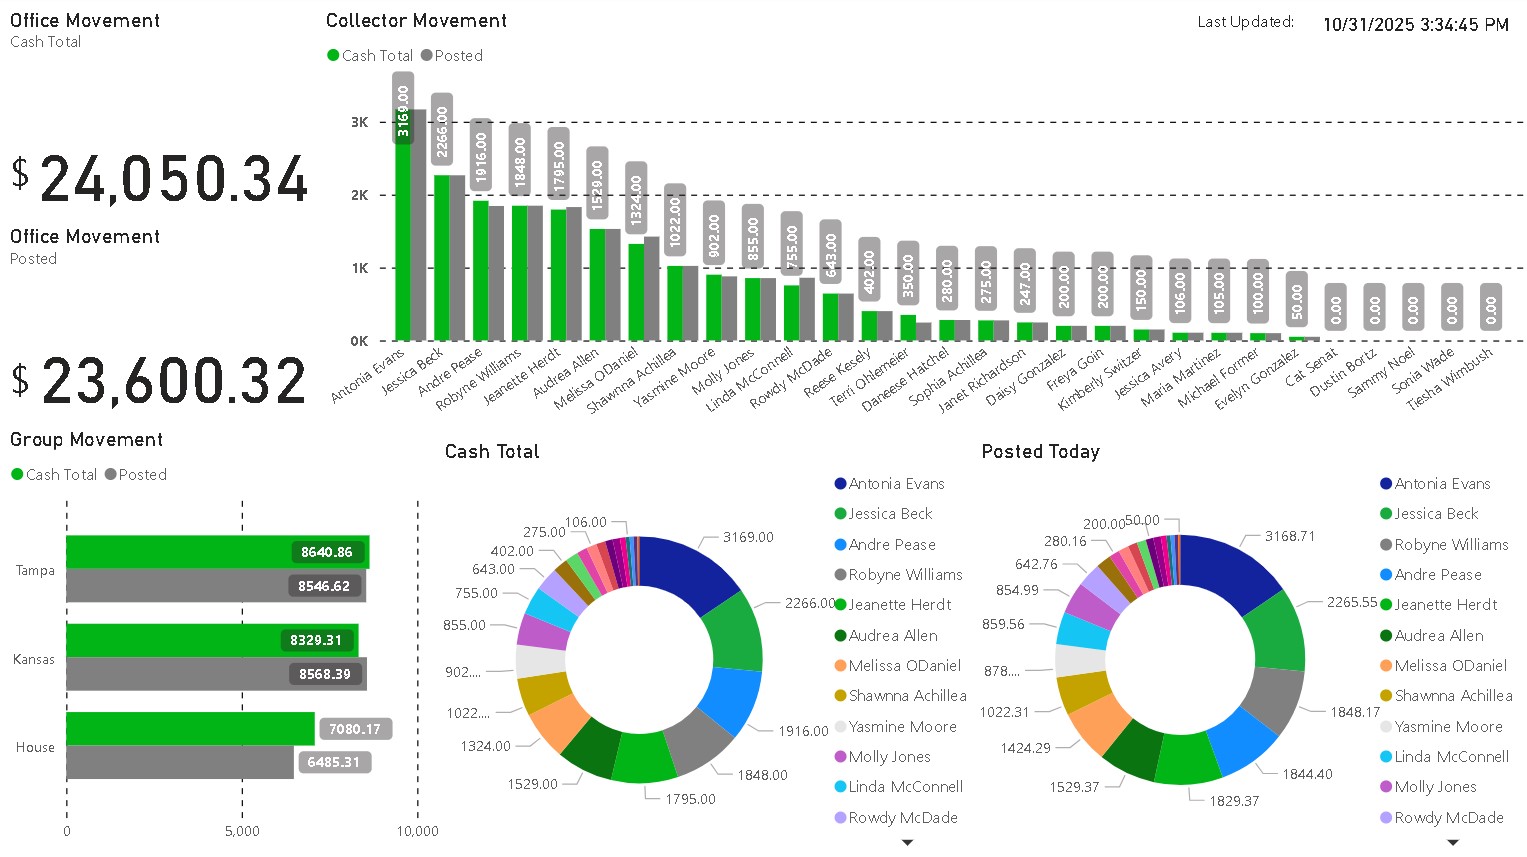 Office Movement
Cash Total
$ 24,050.34
Office Movement
Posted
$ 23,600.32
Collector Movement
Cash Total Posted
Last Updated: 10/31/2025 3:34:45 PM
3K
2K
1K
0K
3169.00
2266.00
1916.00
1848.00
1795.00
1529.00
1324.00
1022.00
902.00
855.00
755.00
643.00
402.00
350.00
280.00
275.00
247.00
200.00
200.00
150.00
106.00
105.00
100.00
50.00
0.00
0.00
0.00
0.00
0.00
Antonia Evans
Jessica Beck
Andre Pease
Robyne Williams
Jeanette Herdt
Audrea Allen
Melissa ODaniel
Shawnna Achillea
Yasmine Moore
Molly Jones
Linda McConnell
Rowdy McDade
Reese Kesely
Terri Ohlemeier
Daneese Hatchel
Sophia Achillea
Janet Richardson
Daisy Gonzalez
Freya Goin
Kimberly Switzer
Jessica Avery
Maria Martinez
Michael Former
Evelyn Gonzalez
Cat Senat
Dustin Bortz
Sammy Noel
Sonia Wade
Tiesha Wimbush
Group Movement
Cash Total Posted
Tampa
8640.86
8546.62
Kansas
8329.31
8568.39
House
7080.17
6485.31
0 5,000 10,000
Cash Total
3169.00
2266.00
1916.00
1848.00
1795.00
1529.00
1324.00
1022....
902....
855.00
755.00
643.00
402.00
275.00
106.00
Antonia Evans
Jessica Beck
Andre Pease
Robyne Williams
Jeanette Herdt
Audrea Allen
Melissa ODaniel
Shawnna Achillea
Yasmine Moore
Molly Jones
Linda McConnell
Rowdy McDade
Posted Today
3168.71
2265.55
1848.17
1844.40
1829.37
1529.37
1424.29
1022.31
878....
859.56
854.99
642.76
280.16
200.00
50.00
Antonia Evans
Jessica Beck
Robyne Williams
Andre Pease
Jeanette Herdt
Audrea Allen
Melissa ODaniel
Shawnna Achillea
Yasmine Moore
Linda McConnell
Molly Jones
Rowdy McDade